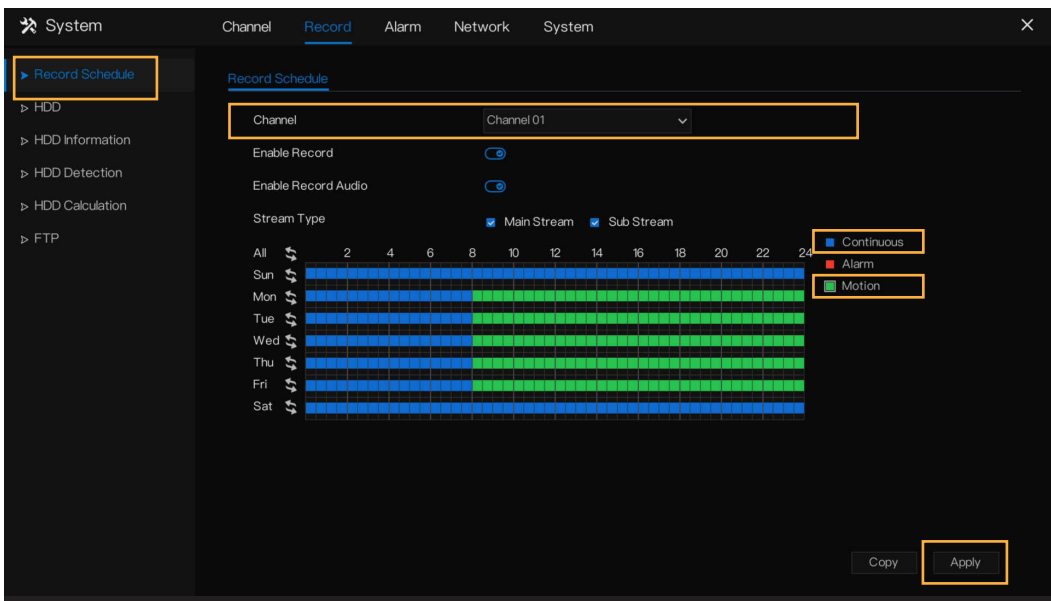 System
Channel Record Alarm Network System
Record Schedule
HDD
HDD Information
HDD Detection
HDD Calculation
FTP
Record Schedule
Channel Channel 01
Enable Record
Enable Record Audio
Stream Type Main Stream Sub Stream
All 2 4 6 8 10 12 14 16 18 20 22 24
Sun
Mon
Tue
Wed
Thu
Fri
Sat
Continuous
Alarm
Motion
Copy Apply